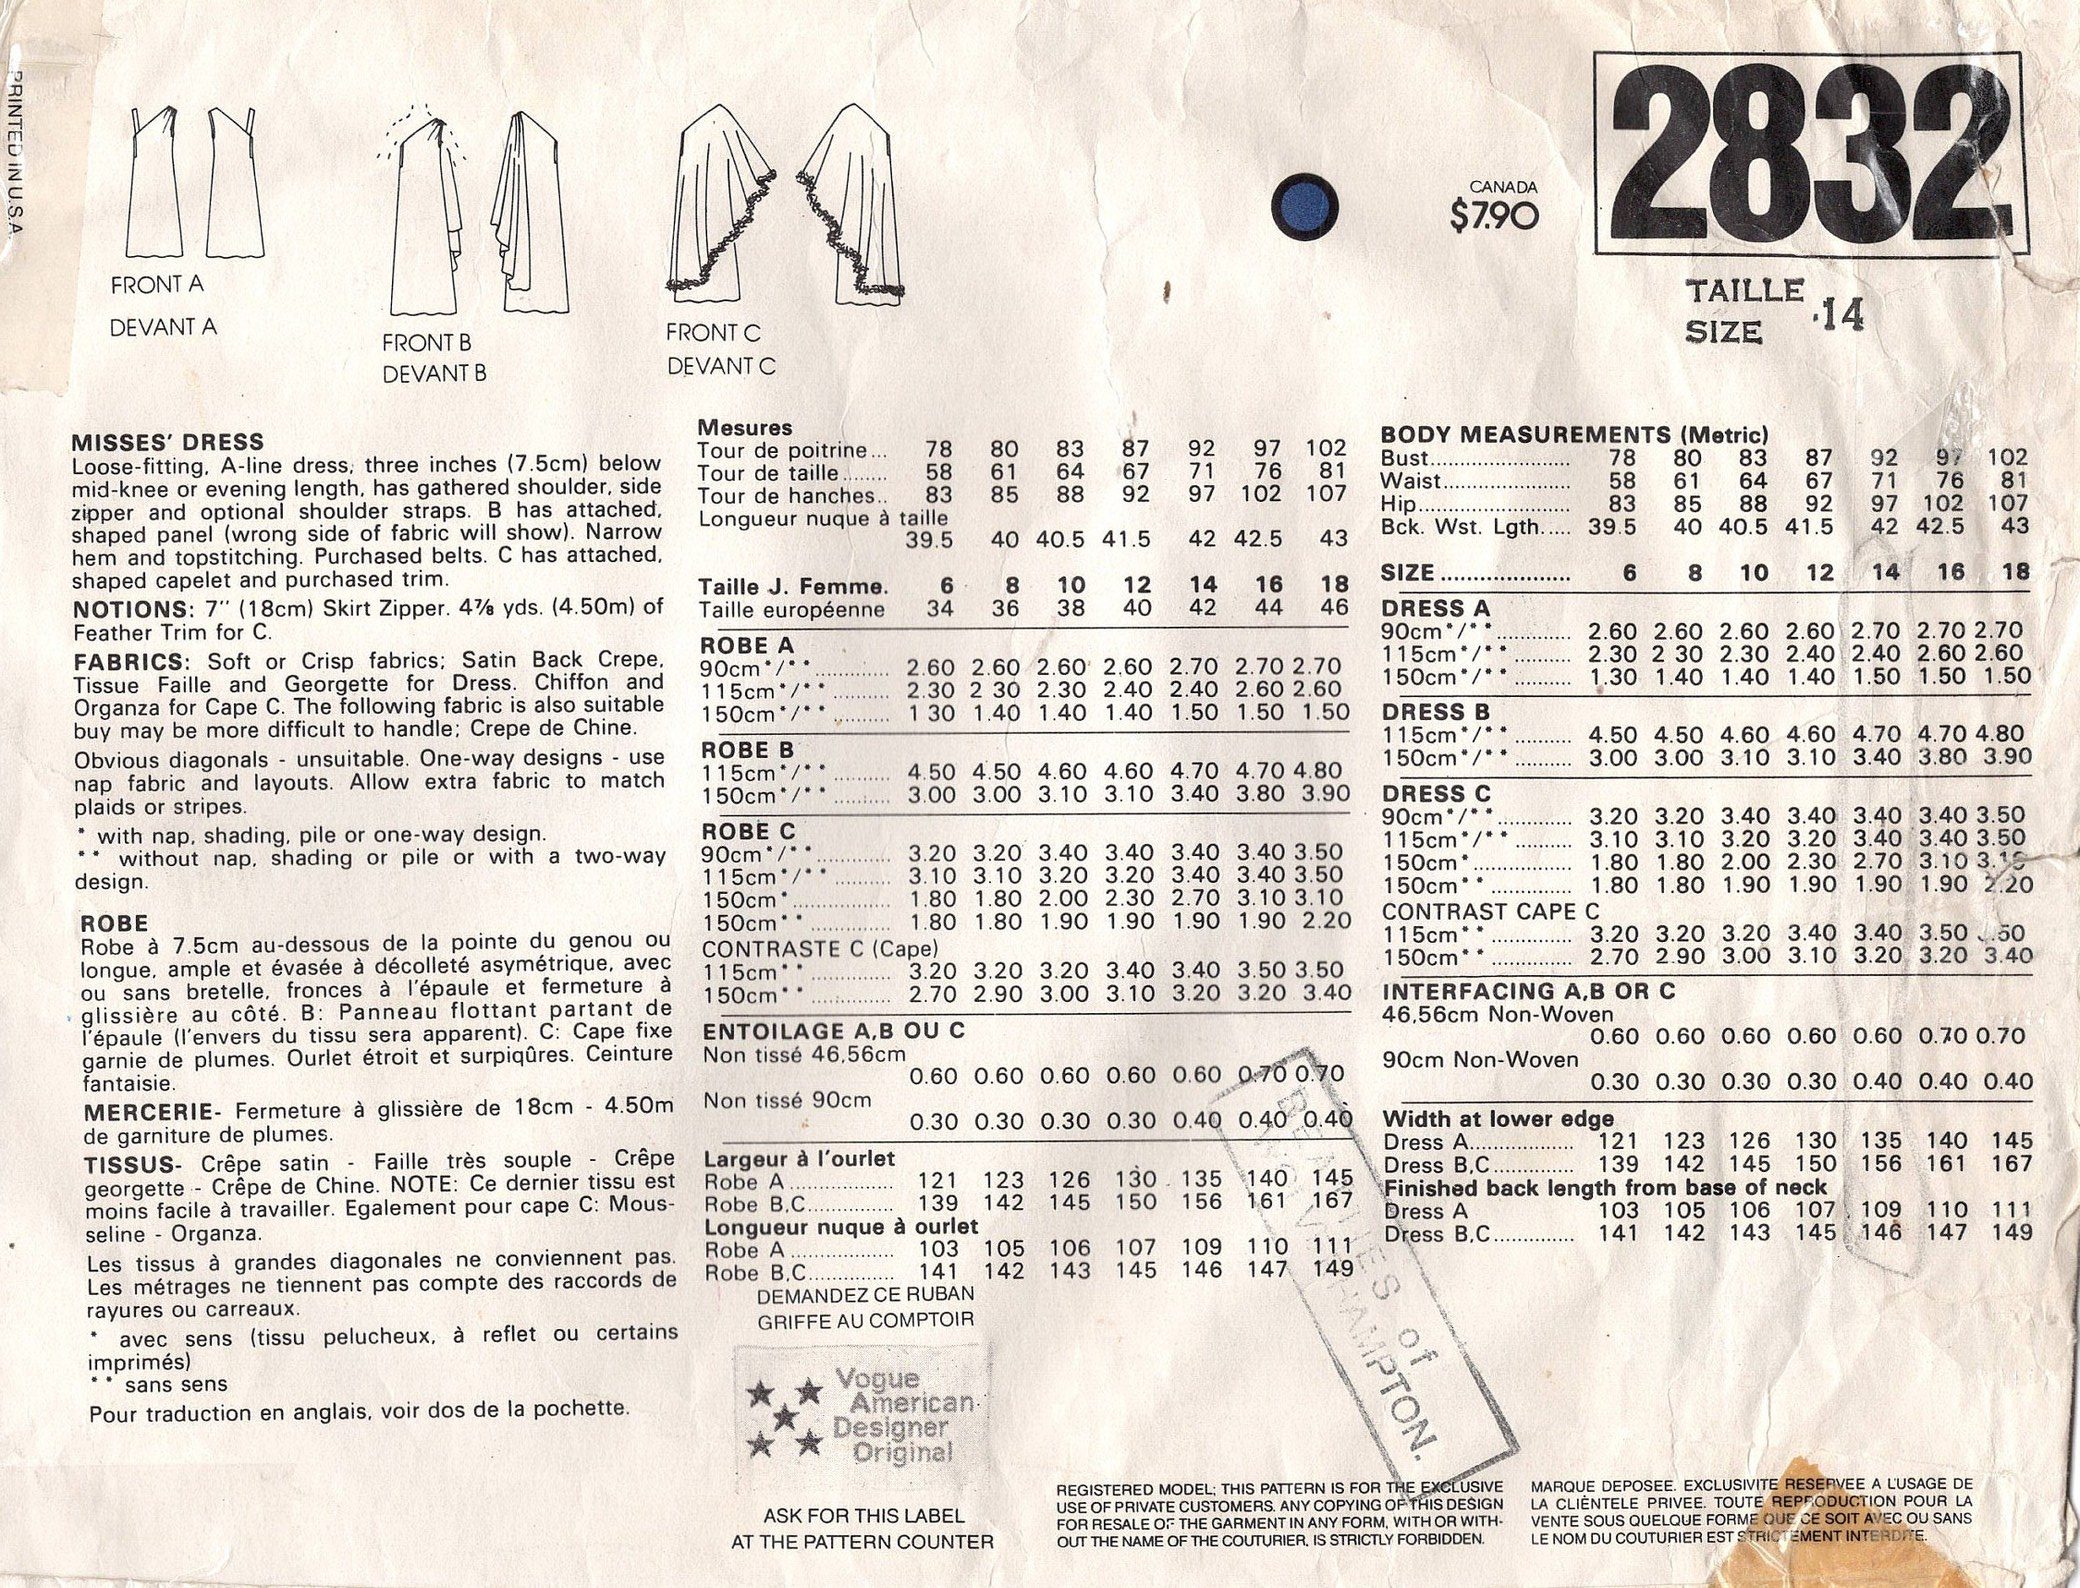 PRINTED IN U.S.A.
FRONT A
DEVANT A
FRONT B
DEVANT B
FRONT C
DEVANT C
CANADA
$7.90
2832
TAILLE
SIZE
14
MISSES' DRESS
Loose-fitting, A-line dress, three inches (7.5cm) below
mid-knee or evening length, has gathered shoulder, side
zipper and optional shoulder straps. B has attached,
shaped panel (wrong side of fabric will show). Narrow
hem and topstitching. Purchased belts. C has attached,
shaped capelet and purchased trim.
NOTIONS: 7" (18cm) Skirt Zipper. 4⅞ yds. (4.50m) of
Feather Trim for C.
FABRICS: Soft or Crisp fabrics; Satin Back Crepe,
Tissue Faille and Georgette for Dress. Chiffon and
Organza for Cape C. The following fabric is also suitable
buy may be more difficult to handle; Crepe de Chine.
Obvious diagonals - unsuitable. One-way designs - use
nap fabric and layouts. Allow extra fabric to match
plaids or stripes.
* with nap, shading, pile or one-way design.
** without nap, shading or pile or with a two-way
design.
ROBE
Robe à 7.5cm au-dessous de la pointe du genou ou
longue, ample et évasée à décolleté asymétrique, avec
ou sans bretelle, fronces à l'épaule et fermeture à
glissière au côté. B: Panneau flottant partant de
l'épaule (l'envers du tissu sera apparent). C: Cape fixe
garnie de plumes. Ourlet étroit et surpiqûres. Ceinture
fantaisie.
MERCERIE- Fermeture à glissière de 18cm - 4.50m
de garniture de plumes.
TISSUS- Crêpe satin - Faille très souple - Crêpe
georgette - Crêpe de Chine. NOTE: Ce dernier tissu est
moins facile à travailler. Egalement pour cape C: Mous-
seline - Organza.
Les tissus à grandes diagonales ne conviennent pas.
Les métrages ne tiennent pas compte des raccords de
rayures ou carreaux.
* avec sens (tissu pelucheux, à reflet ou certains
imprimés)
** sans sens
Pour traduction en anglais, voir dos de la pochette.
Mesures
Tour de poitrine... 78 80 83 87 92 97 102
Tour de taille........ 58 61 64 67 71 76 81
Tour de hanches.. 83 85 88 92 97 102 107
Longueur nuque à taille
39.5 40 40.5 41.5 42 42.5 43
Taille J. Femme. 6 8 10 12 14 16 18
Taille européenne 34 36 38 40 42 44 46
ROBE A
90cm*/** ............. 2.60 2.60 2.60 2.60 2.70 2.70 2.70
115cm*/** .......... 2.30 2 30 2.30 2.40 2.40 2.60 2.60
150cm*/** .......... 1 30 1.40 1.40 1.40 1.50 1.50 1.50
ROBE B
115cm*/** .......... 4.50 4.50 4.60 4.60 4.70 4.70 4.80
150cm*/** .......... 3.00 3.00 3.10 3.10 3.40 3.80 3.90
ROBE C
90cm*/** ............. 3.20 3.20 3.40 3.40 3.40 3.40 3.50
115cm*/** .......... 3.10 3.10 3.20 3.20 3.40 3.40 3.50
150cm* ................. 1.80 1.80 2.00 2.30 2.70 3.10 3.10
150cm** .............. 1.80 1.80 1.90 1.90 1.90 1.90 2.20
CONTRASTE C (Cape)
115cm** .............. 3.20 3.20 3.20 3.40 3.40 3.50 3.50
150cm** .............. 2.70 2.90 3.00 3.10 3.20 3.20 3.40
ENTOILAGE A,B OU C
Non tissé 46,56cm
0.60 0.60 0.60 0.60 0.60 0.70 0.70
Non tissé 90cm
0.30 0.30 0.30 0.30 0.40 0.40 0.40
Largeur à l'ourlet
Robe A .................. 121 123 126 130 135 140 145
Robe B,C............... 139 142 145 150 156 161 167
Longueur nuque à ourlet
Robe A .................. 103 105 106 107 109 110 111
Robe B,C............... 141 142 143 145 146 147 149
DEMANDEZ CE RUBAN
GRIFFE AU COMPTOIR
Vogue
American
Designer
Original
ASK FOR THIS LABEL
AT THE PATTERN COUNTER
BODY MEASUREMENTS (Metric)
Bust....................... 78 80 83 87 92 97 102
Waist..................... 58 61 64 67 71 76 81
Hip......................... 83 85 88 92 97 102 107
Bck. Wst. Lgth..... 39.5 40 40.5 41.5 42 42.5 43
SIZE ..................... 6 8 10 12 14 16 18
DRESS A
90cm*/** ............. 2.60 2.60 2.60 2.60 2.70 2.70 2.70
115cm*/** .......... 2.30 2 30 2.30 2.40 2.40 2.60 2.60
150cm*/** .......... 1.30 1.40 1.40 1.40 1.50 1.50 1.50
DRESS B
115cm*/** .......... 4.50 4.50 4.60 4.60 4.70 4.70 4.80
150cm*/** .......... 3.00 3.00 3.10 3.10 3.40 3.80 3.90
DRESS C
90cm*/** ............. 3.20 3.20 3.40 3.40 3.40 3.40 3.50
115cm*/** .......... 3.10 3.10 3.20 3.20 3.40 3.40 3.50
150cm* ................. 1.80 1.80 2.00 2.30 2.70 3.10 3.10
150cm** .............. 1.80 1.80 1.90 1.90 1.90 1.90 2.20
CONTRAST CAPE C
115cm** .............. 3.20 3.20 3.20 3.40 3.40 3.50 3.50
150cm** .............. 2.70 2.90 3.00 3.10 3.20 3.20 3.40
INTERFACING A,B OR C
46,56cm Non-Woven
0.60 0.60 0.60 0.60 0.60 0.70 0.70
90cm Non-Woven
0.30 0.30 0.30 0.30 0.40 0.40 0.40
Width at lower edge
Dress A.................. 121 123 126 130 135 140 145
Dress B,C.............. 139 142 145 150 156 161 167
Finished back length from base of neck
Dress A 103 105 106 107 109 110 111
Dress B,C.............. 141 142 143 145 146 147 149
of
REGISTERED MODEL; THIS PATTERN IS FOR THE EXCLUSIVE
USE OF PRIVATE CUSTOMERS. ANY COPYING OF THIS DESIGN
FOR RESALE OF THE GARMENT IN ANY FORM, WITH OR WITH-
OUT THE NAME OF THE COUTURIER, IS STRICTLY FORBIDDEN.
MARQUE DEPOSEE. EXCLUSIVITE RESERVEE A L'USAGE DE
LA CLIENTELE PRIVEE. TOUTE REPRODUCTION POUR LA
VENTE SOUS QUELQUE FORME QUE CE SOIT AVEC OU SANS
LE NOM DU COUTURIER EST STRICTEMENT INTERDITE.